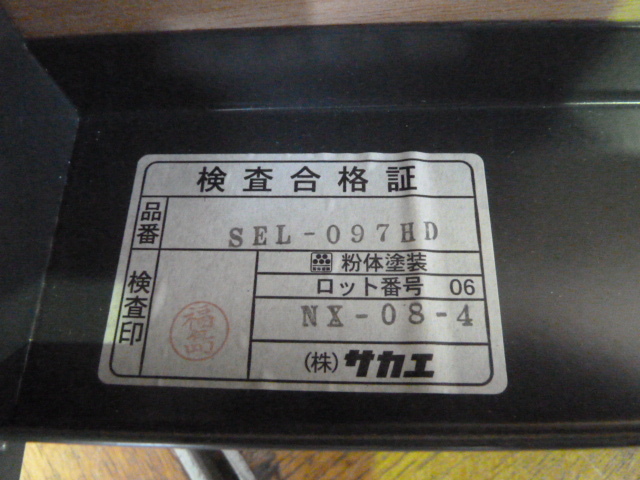 検査合格証
品番
SEL-097HD
検査印
福島
粉体塗装
ロット番号 06
NX-08-4
(株)サカエ